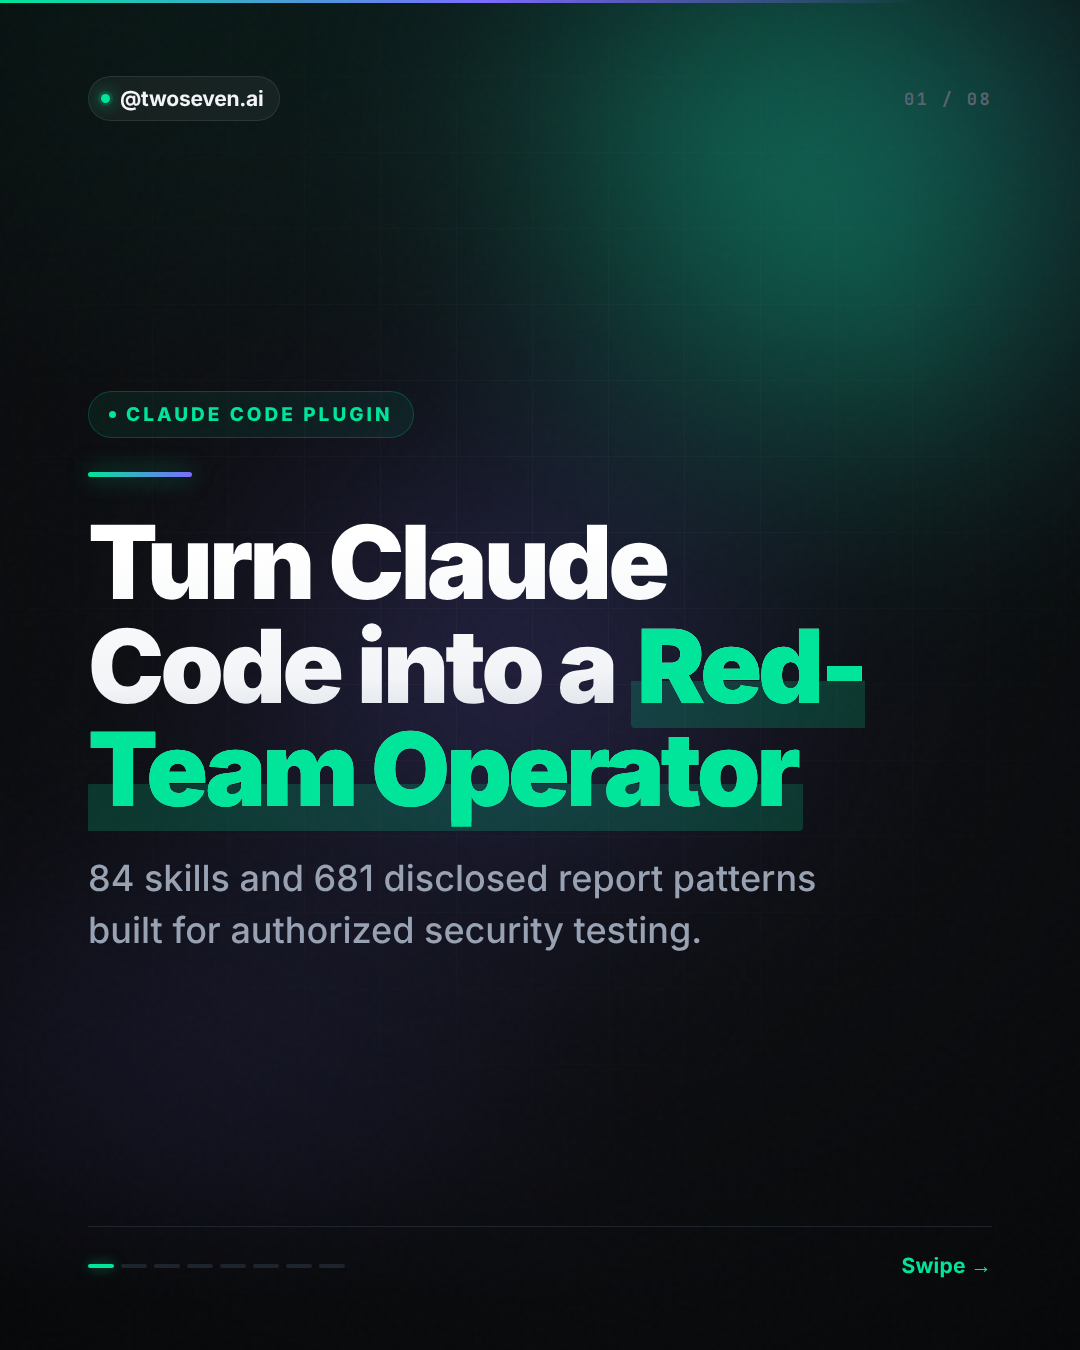 @twoseven.ai
01 / 08
• CLAUDE CODE PLUGIN
Turn Claude
Code into a Red-
Team Operator
84 skills and 681 disclosed report patterns
built for authorized security testing.
Swipe →